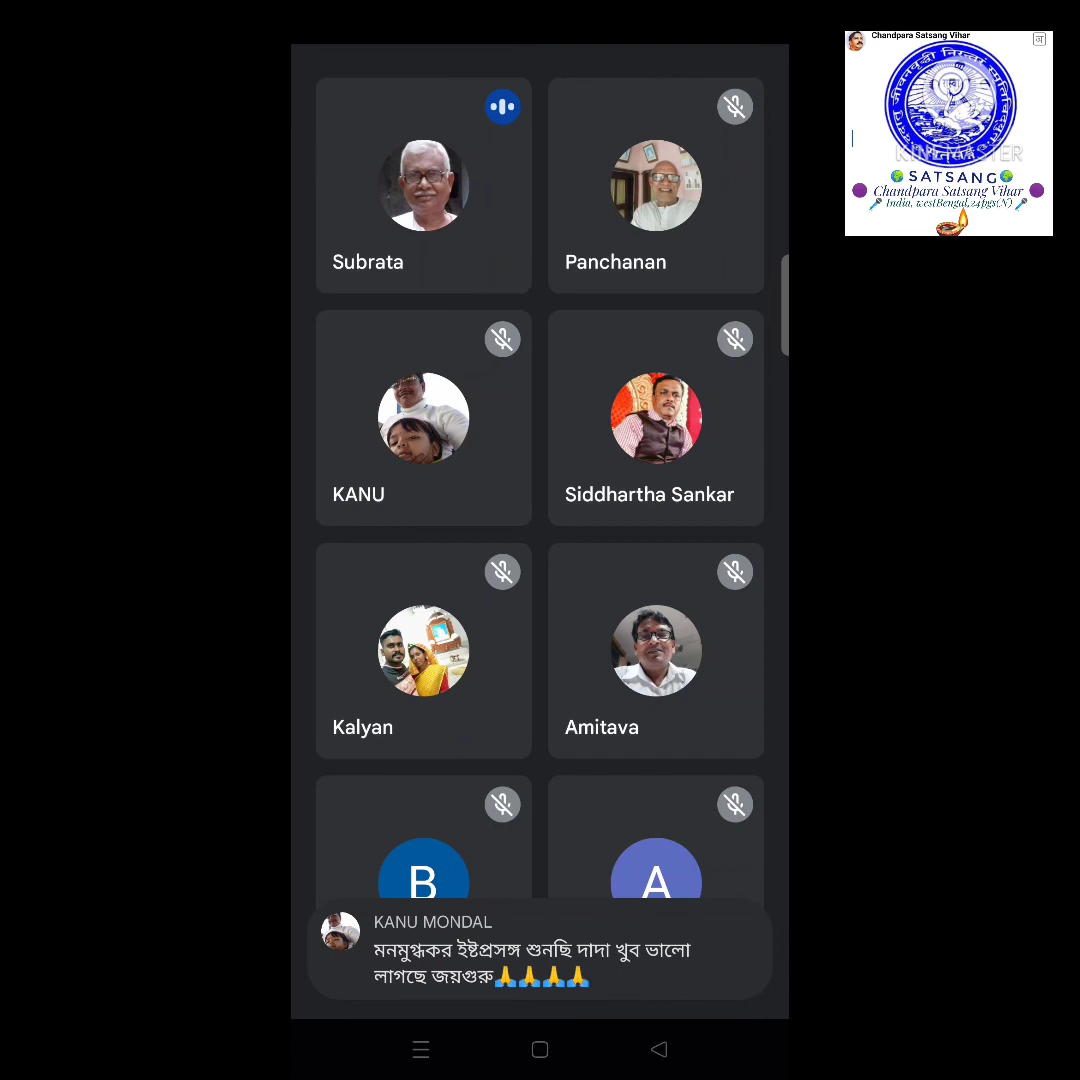 Chandpara Satsang Vihar
KINEMASTER
SATSANG
Chandpara Satsang Vihar
India, westBengal,24pgs(N)
Subrata
Panchanan
KANU
Siddhartha Sankar
Kalyan
Amitava
B
A
KANU MONDAL
মনমুগ্ধকর ইষ্টপ্রসঙ্গ শুনছি দাদা খুব ভালো
লাগছে জয়গুরু🙏🙏🙏🙏